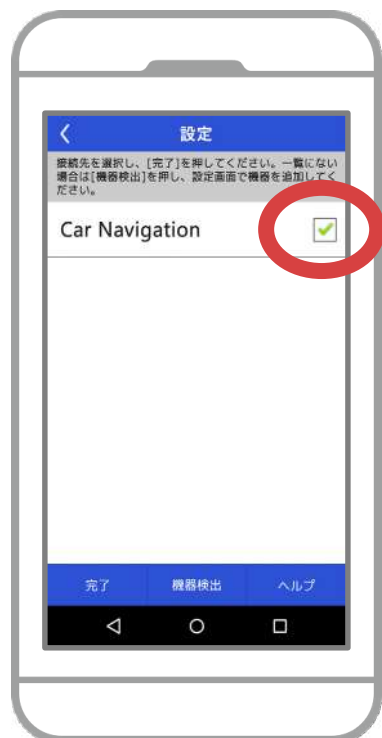 設定
接続先を選択し、[完了]を押してください。一覧にない
場合は[機器検出]を押し、設定画面で機器を追加してく
ださい。
Car Navigation
完了 機器検出 ヘルプ